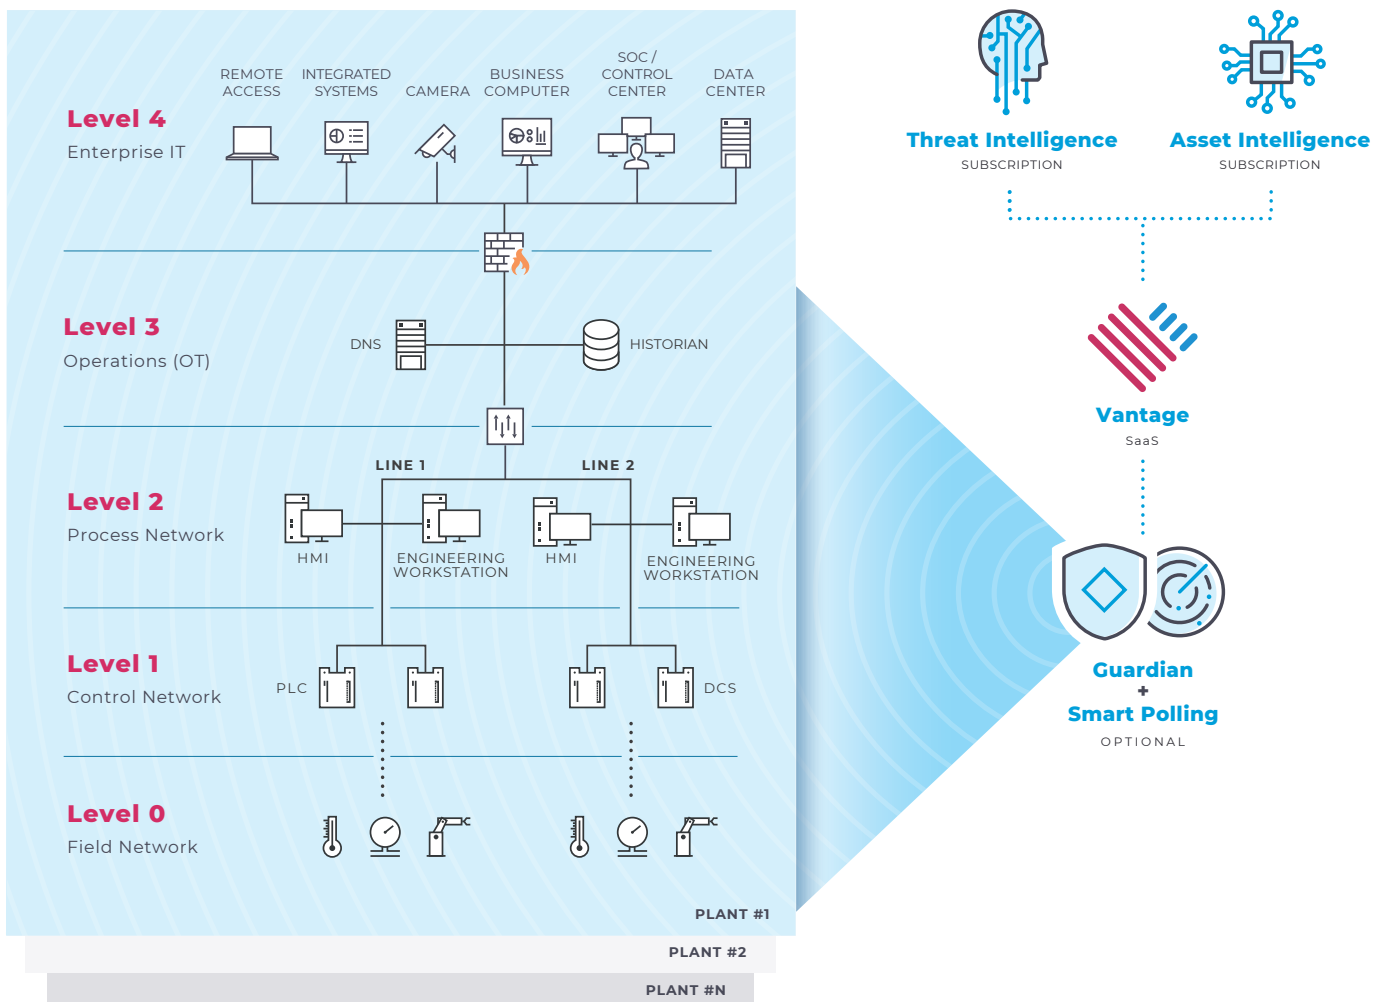 Level 4
Enterprise IT
REMOTE
ACCESS
INTEGRATED
SYSTEMS
CAMERA
BUSINESS
COMPUTER
SOC /
CONTROL
CENTER
DATA
CENTER
Level 3
Operations (OT)
DNS
HISTORIAN
LINE 1
LINE 2
Level 2
Process Network
HMI
ENGINEERING
WORKSTATION
HMI
ENGINEERING
WORKSTATION
Level 1
Control Network
PLC
DCS
Level 0
Field Network
PLANT #1
PLANT #2
PLANT #N
Threat Intelligence
SUBSCRIPTION
Asset Intelligence
SUBSCRIPTION
Vantage
SaaS
Guardian
+
Smart Polling
OPTIONAL